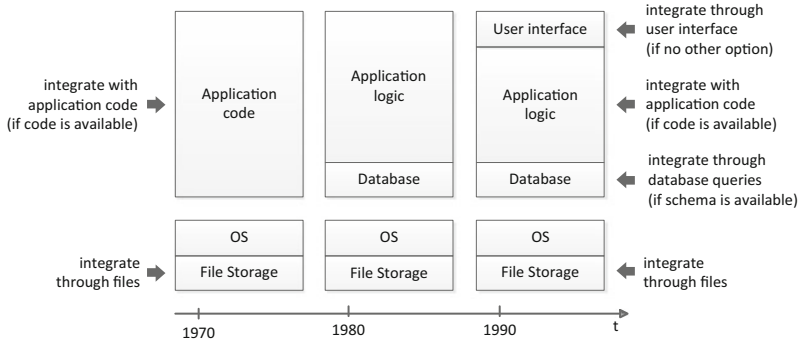 integrate with
application code
(if code is available)
integrate
through files
Application
code
OS
File Storage
Application
logic
Database
OS
File Storage
User interface
Application
logic
Database
OS
File Storage
integrate through
user interface
(if no other option)
integrate with
application code
(if code is available)
integrate through
database queries
(if schema is available)
integrate
through files
1970
1980
1990
t